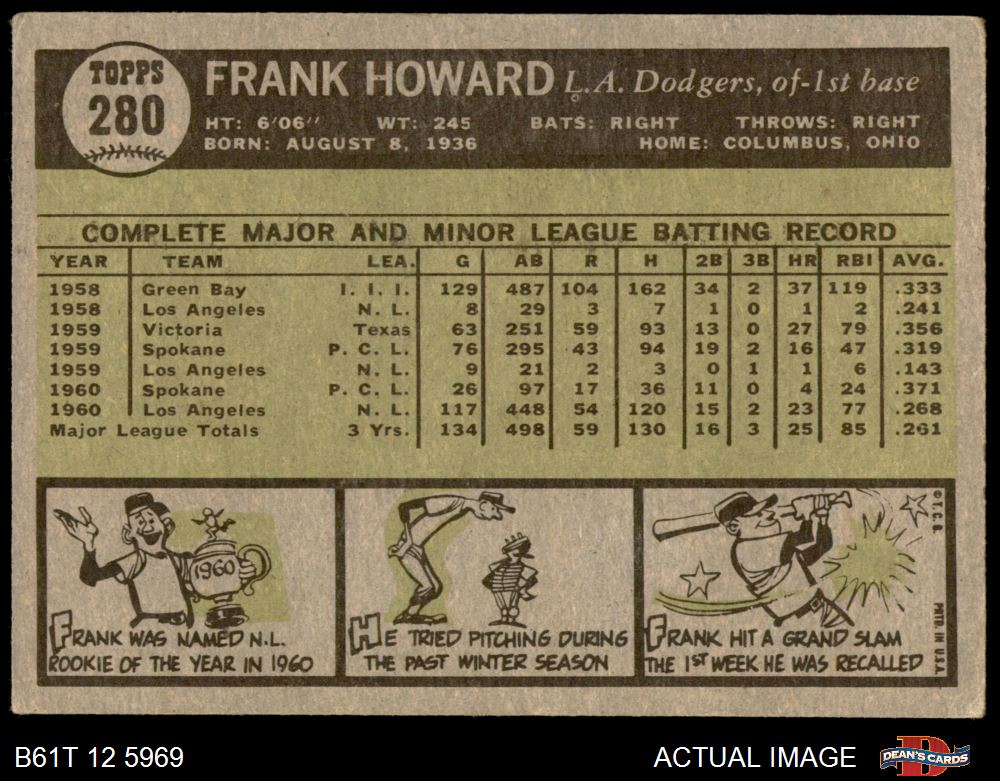 TOPPS
280
FRANK HOWARD L.A. Dodgers, of-1st base
HT: 6'06" WT: 245 BATS: RIGHT THROWS: RIGHT
BORN: AUGUST 8, 1936 HOME: COLUMBUS, OHIO
COMPLETE MAJOR AND MINOR LEAGUE BATTING RECORD
YEAR TEAM LEA. G AB R H 2B 3B HR RBI AVG.
1958 Green Bay I. I. I. 129 487 104 162 34 2 37 119 .333
1958 Los Angeles N. L. 8 29 3 7 1 0 1 2 .241
1959 Victoria Texas 63 251 59 93 13 0 27 79 .356
1959 Spokane P. C. L. 76 295 43 94 19 2 16 47 .319
1959 Los Angeles N. L. 9 21 2 3 0 1 1 6 .143
1960 Spokane P. C. L. 26 97 17 36 11 0 4 24 .371
1960 Los Angeles N. L. 117 448 54 120 15 2 23 77 .268
Major League Totals 3 Yrs. 134 498 59 130 16 3 25 85 .261
1960
FRANK WAS NAMED N.L.
ROOKIE OF THE YEAR IN 1960
HE TRIED PITCHING DURING
THE PAST WINTER SEASON
FRANK HIT A GRAND SLAM
THE 1ST WEEK HE WAS RECALLED
© T.C.G.
PRTD. IN U.S.A.
B61T 12 5969
ACTUAL IMAGE
DEAN'S CARDS